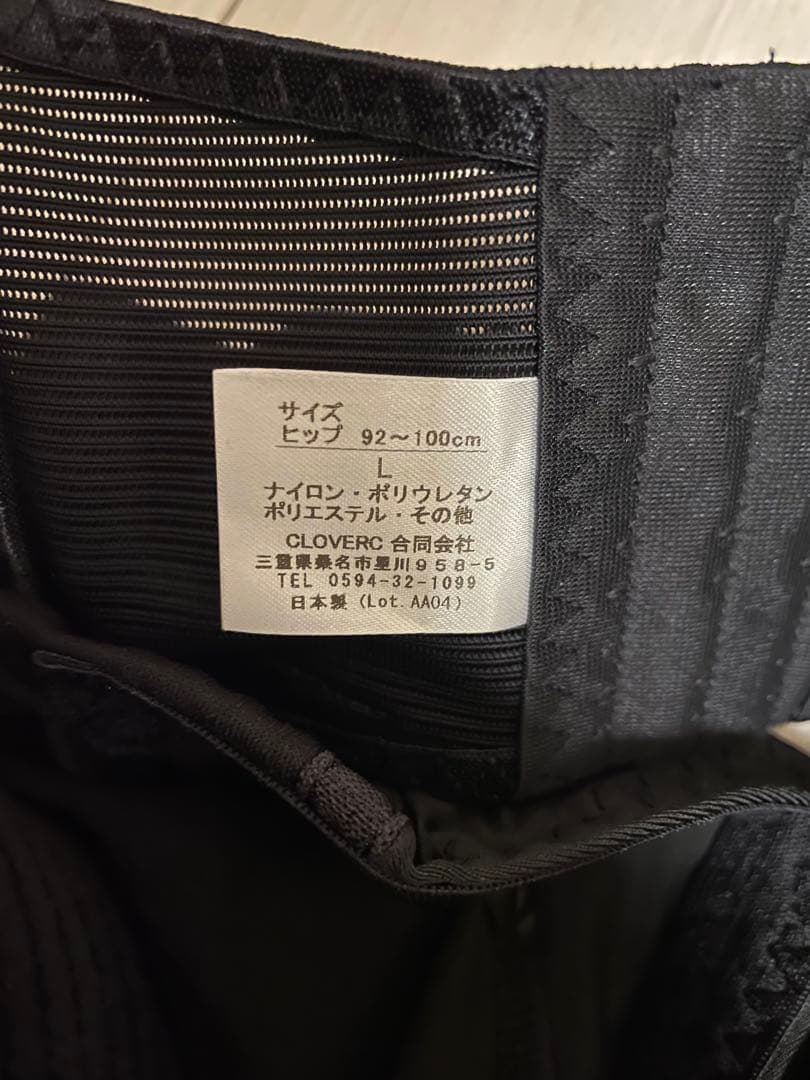 サイズ
ヒップ 92～100cm
L
ナイロン・ポリウレタン
ポリエステル・その他
CLOVERC 合同会社
三重県桑名市星川958-5
TEL 0594-32-1099
日本製 (Lot. AA04)